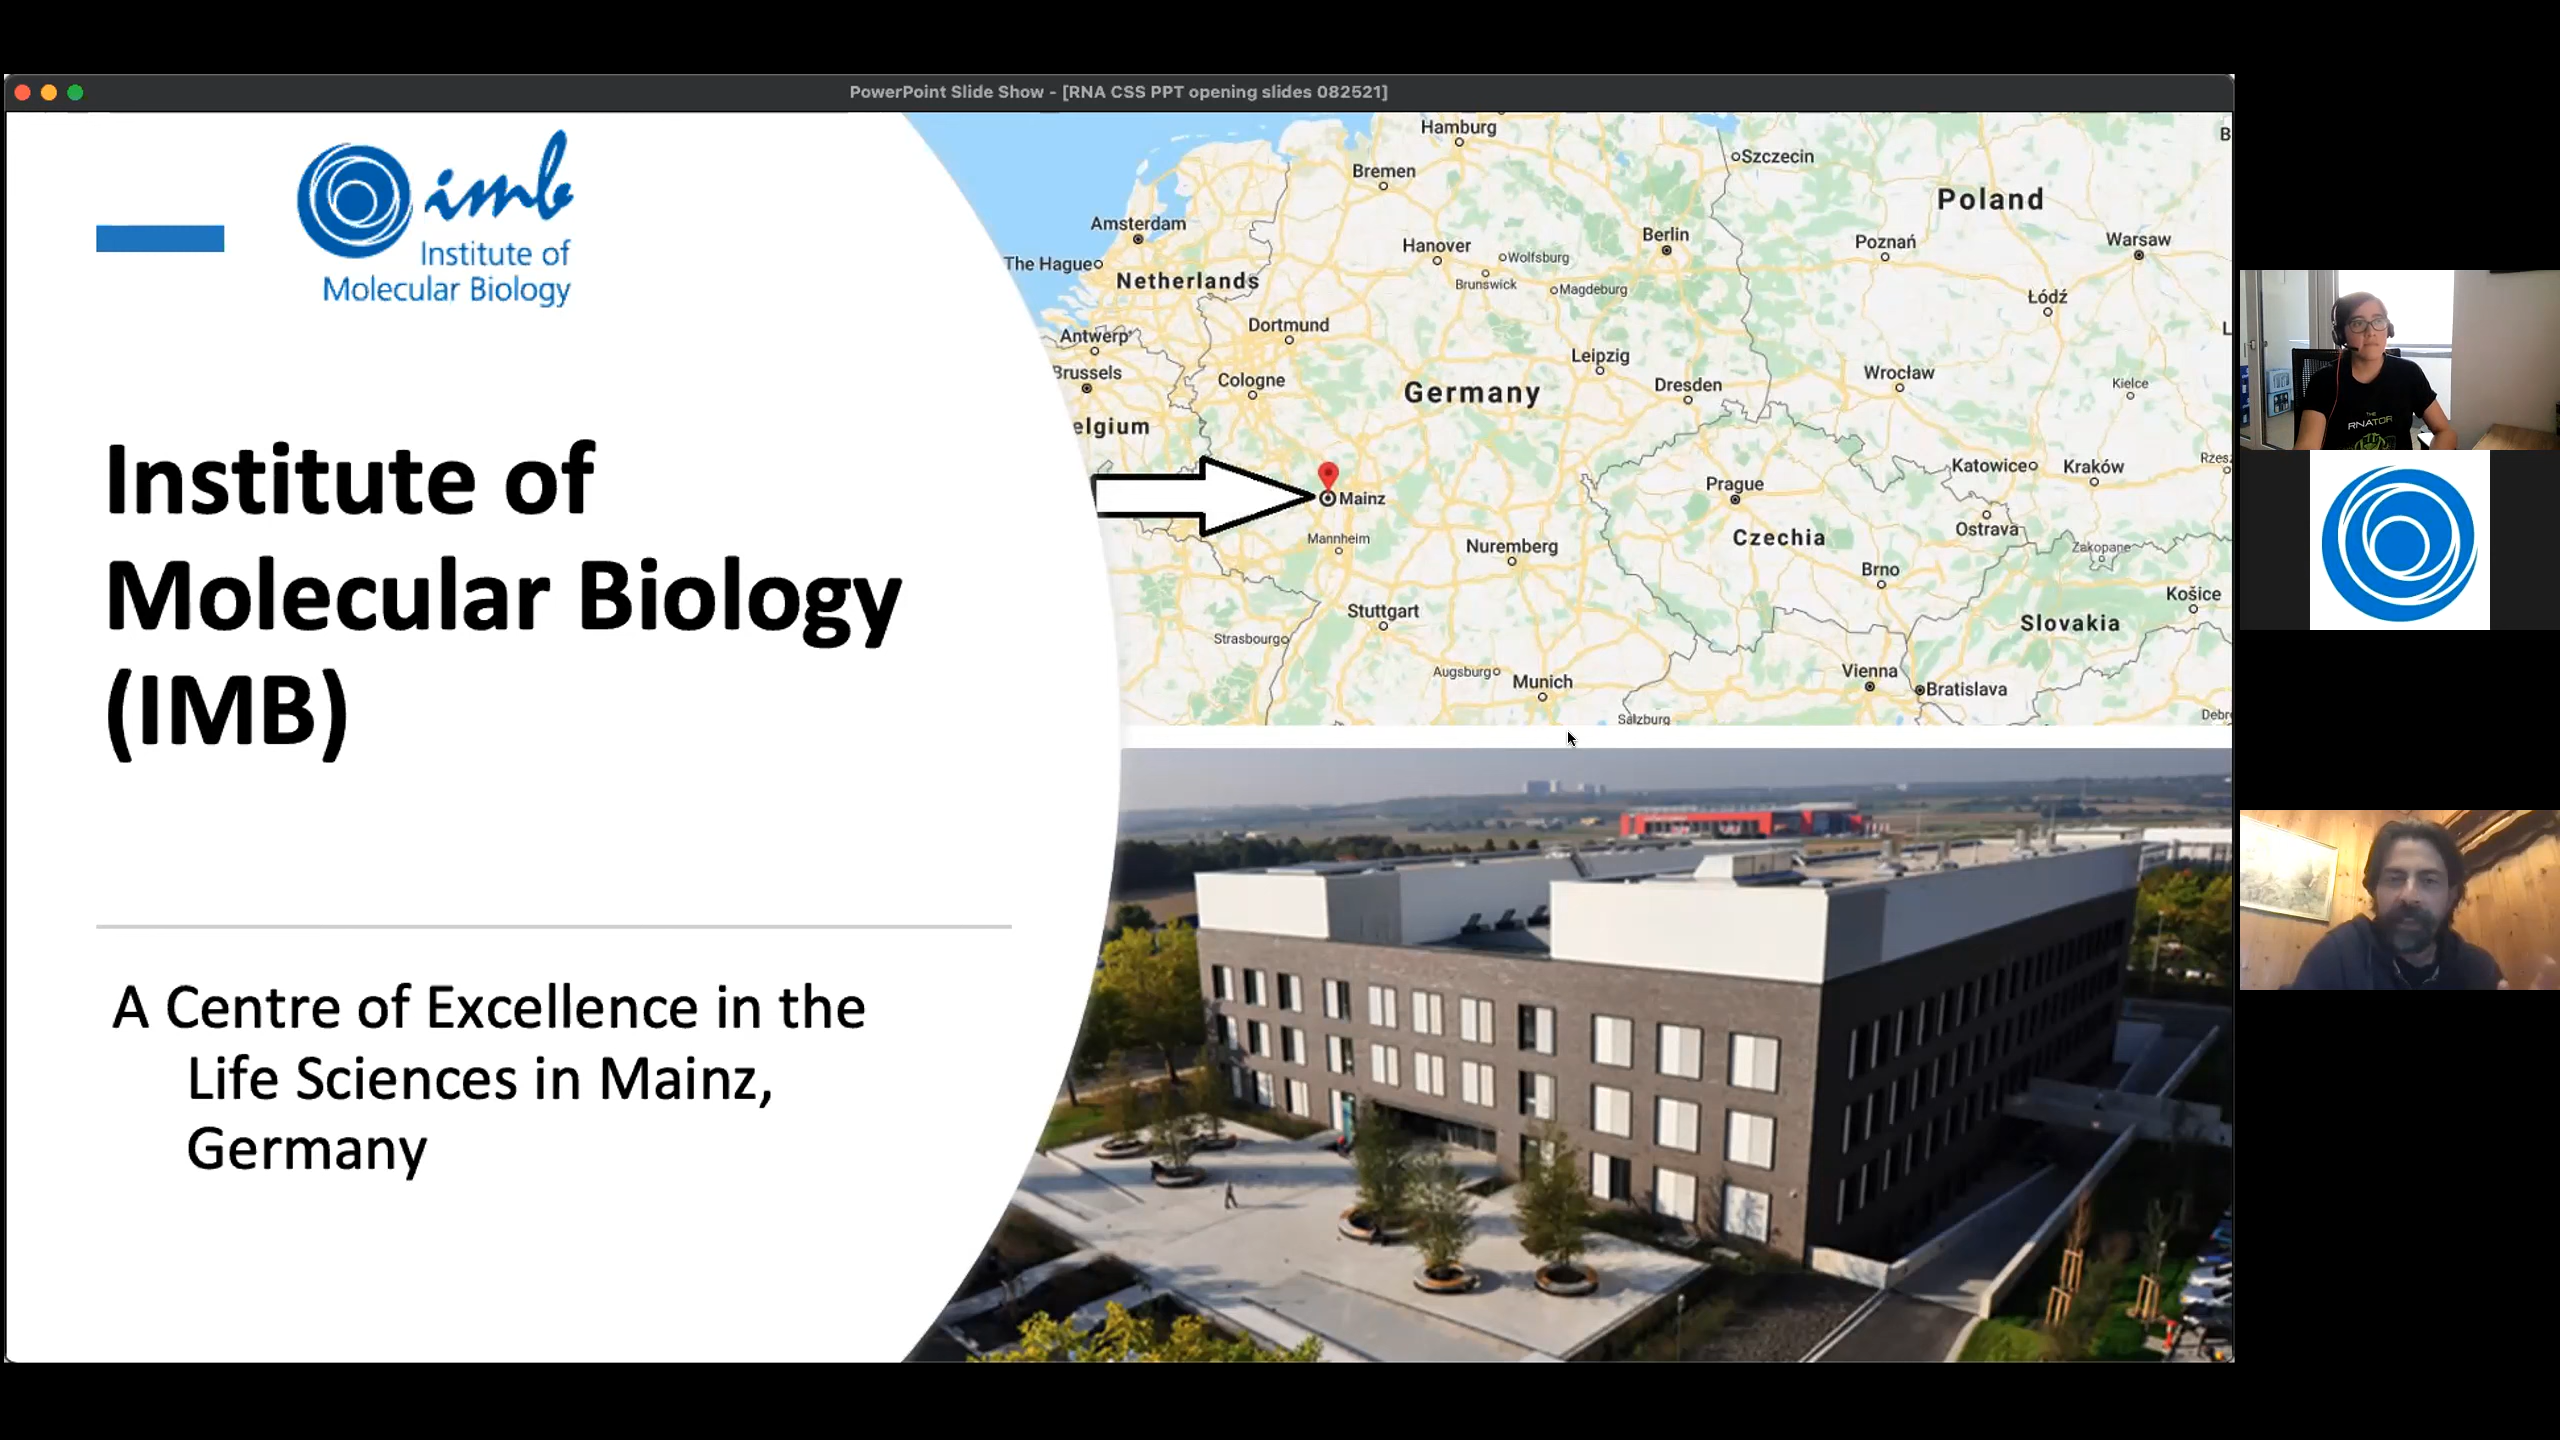 PowerPoint Slide Show - [RNA CSS PPT opening slides 082521]
imb
Institute of
Molecular Biology
Institute of
Molecular Biology
(IMB)
A Centre of Excellence in the
Life Sciences in Mainz,
Germany
Hamburg
Szczecin
B
Bremen
Poland
Amsterdam
Berlin
Hanover
Poznań
Warsaw
The Hague
Wolfsburg
Netherlands
Brunswick
Magdeburg
Łódź
Dortmund
L
Antwerp
Leipzig
Brussels
Cologne
Dresden
Wrocław
Kielce
Germany
elgium
Katowice
Kraków
Rzesz
Prague
Mainz
Ostrava
Czechia
Mannheim
Nuremberg
Zakopane
Brno
Košice
Stuttgart
Slovakia
Strasbourg
Augsburg
Munich
Vienna
Bratislava
Salzburg
Debr
THE
RNATOR